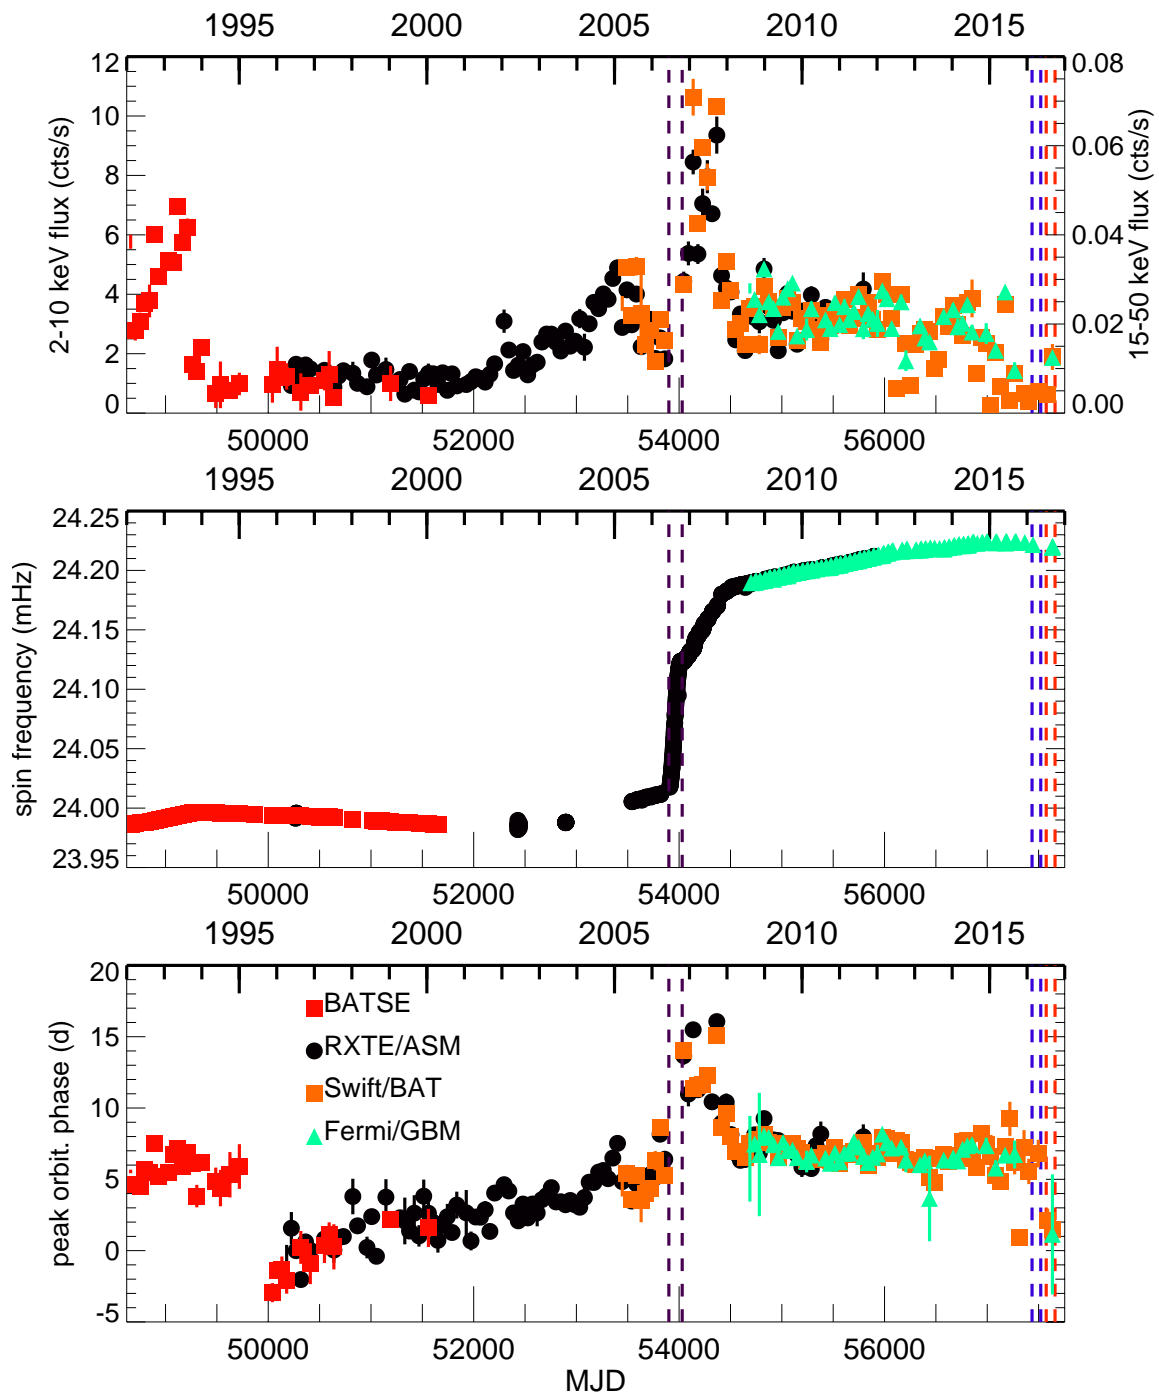 1995 2000 2005 2010 2015
12 0.08
10
8 0.06
6 0.04
4
2 0.02
0 0.00
2-10 keV flux (cts/s)
15-50 keV flux (cts/s)
50000 52000 54000 56000
1995 2000 2005 2010 2015
24.25
24.20
24.15
24.10
24.05
24.00
23.95
spin frequency (mHz)
50000 52000 54000 56000
1995 2000 2005 2010 2015
20
15
10
5
0
-5
peak orbit. phase (d)
BATSE
RXTE/ASM
Swift/BAT
Fermi/GBM
50000 52000 54000 56000
MJD